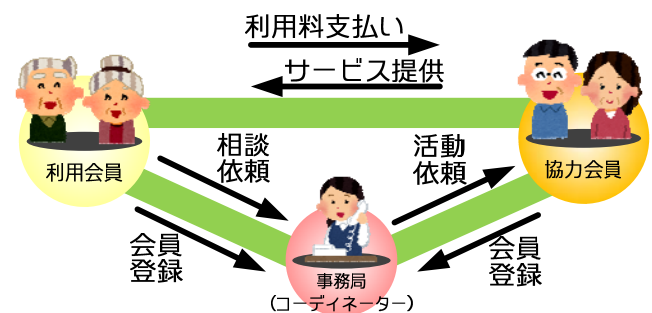 利用料支払い
サービス提供
利用会員
協力会員
相談
依頼
活動
依頼
会員
登録
会員
登録
事務局
（コーディネーター）